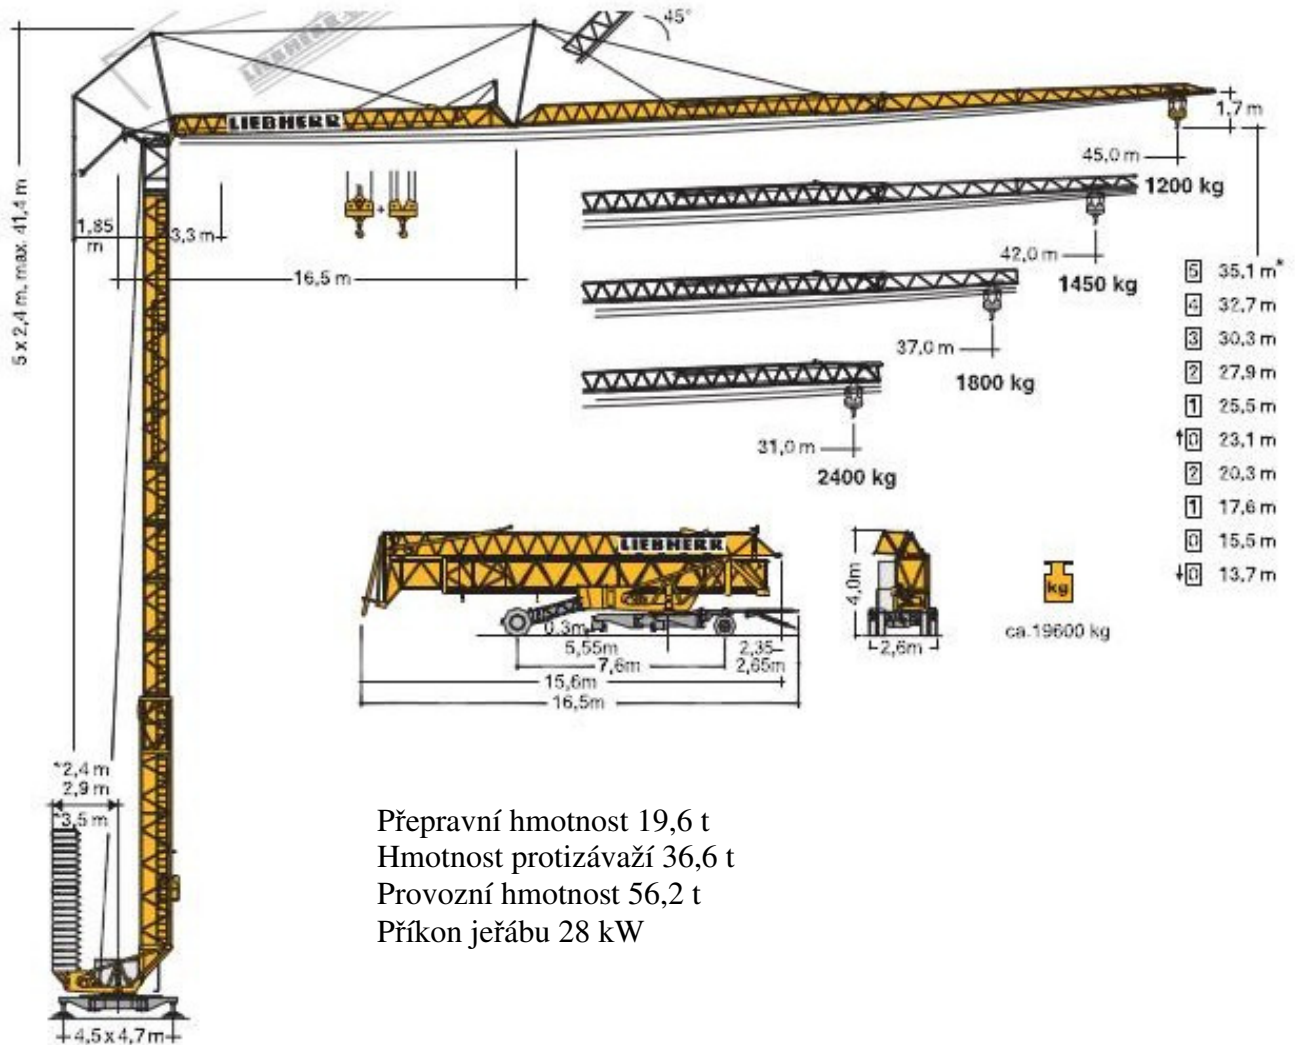 LIEBHERR
45°
LIEBHERR
1,7 m
45,0 m
1200 kg
5 x 2,4 m, max. 41,4 m
1,85
m
3,3 m
+
16,5 m
42,0 m
1450 kg
37,0 m
1800 kg
31,0 m
2400 kg
5 35,1 m*
4 32,7 m
3 30,3 m
2 27,9 m
1 25,5 m
↑0 23,1 m
2 20,3 m
1 17,6 m
0 15,5 m
↓0 13,7 m
LIEBHERR
0,3m
5,55m
7,6m
2,35-
2,65m
15,6m
16,5m
4,0m
2,6m
kg
ca.19600 kg
*2,4 m
2,9 m
*3,5 m
4,5 x 4,7 m
Přepravní hmotnost 19,6 t
Hmotnost protizávaží 36,6 t
Provozní hmotnost 56,2 t
Příkon jeřábu 28 kW